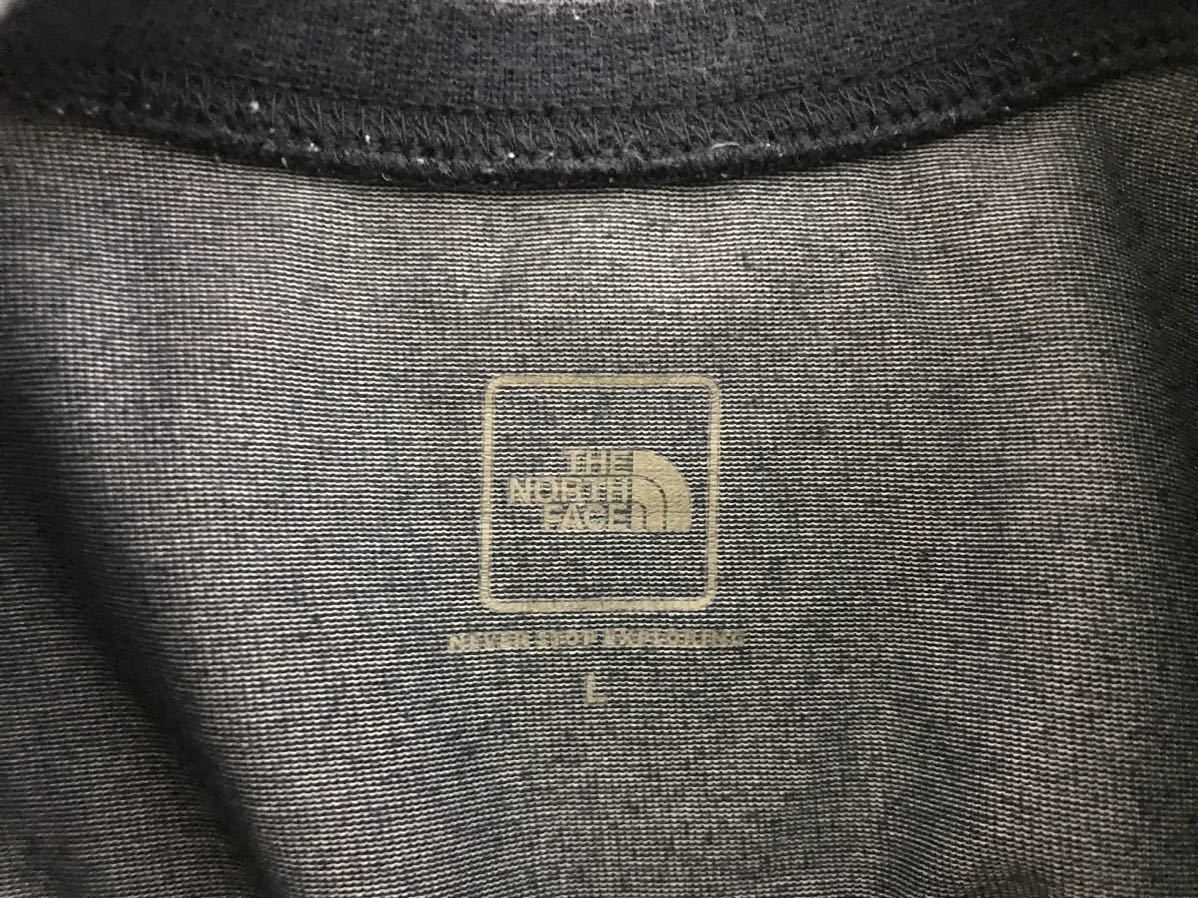 THE
NORTH
FACE
NEVER STOP EXPLORING
L